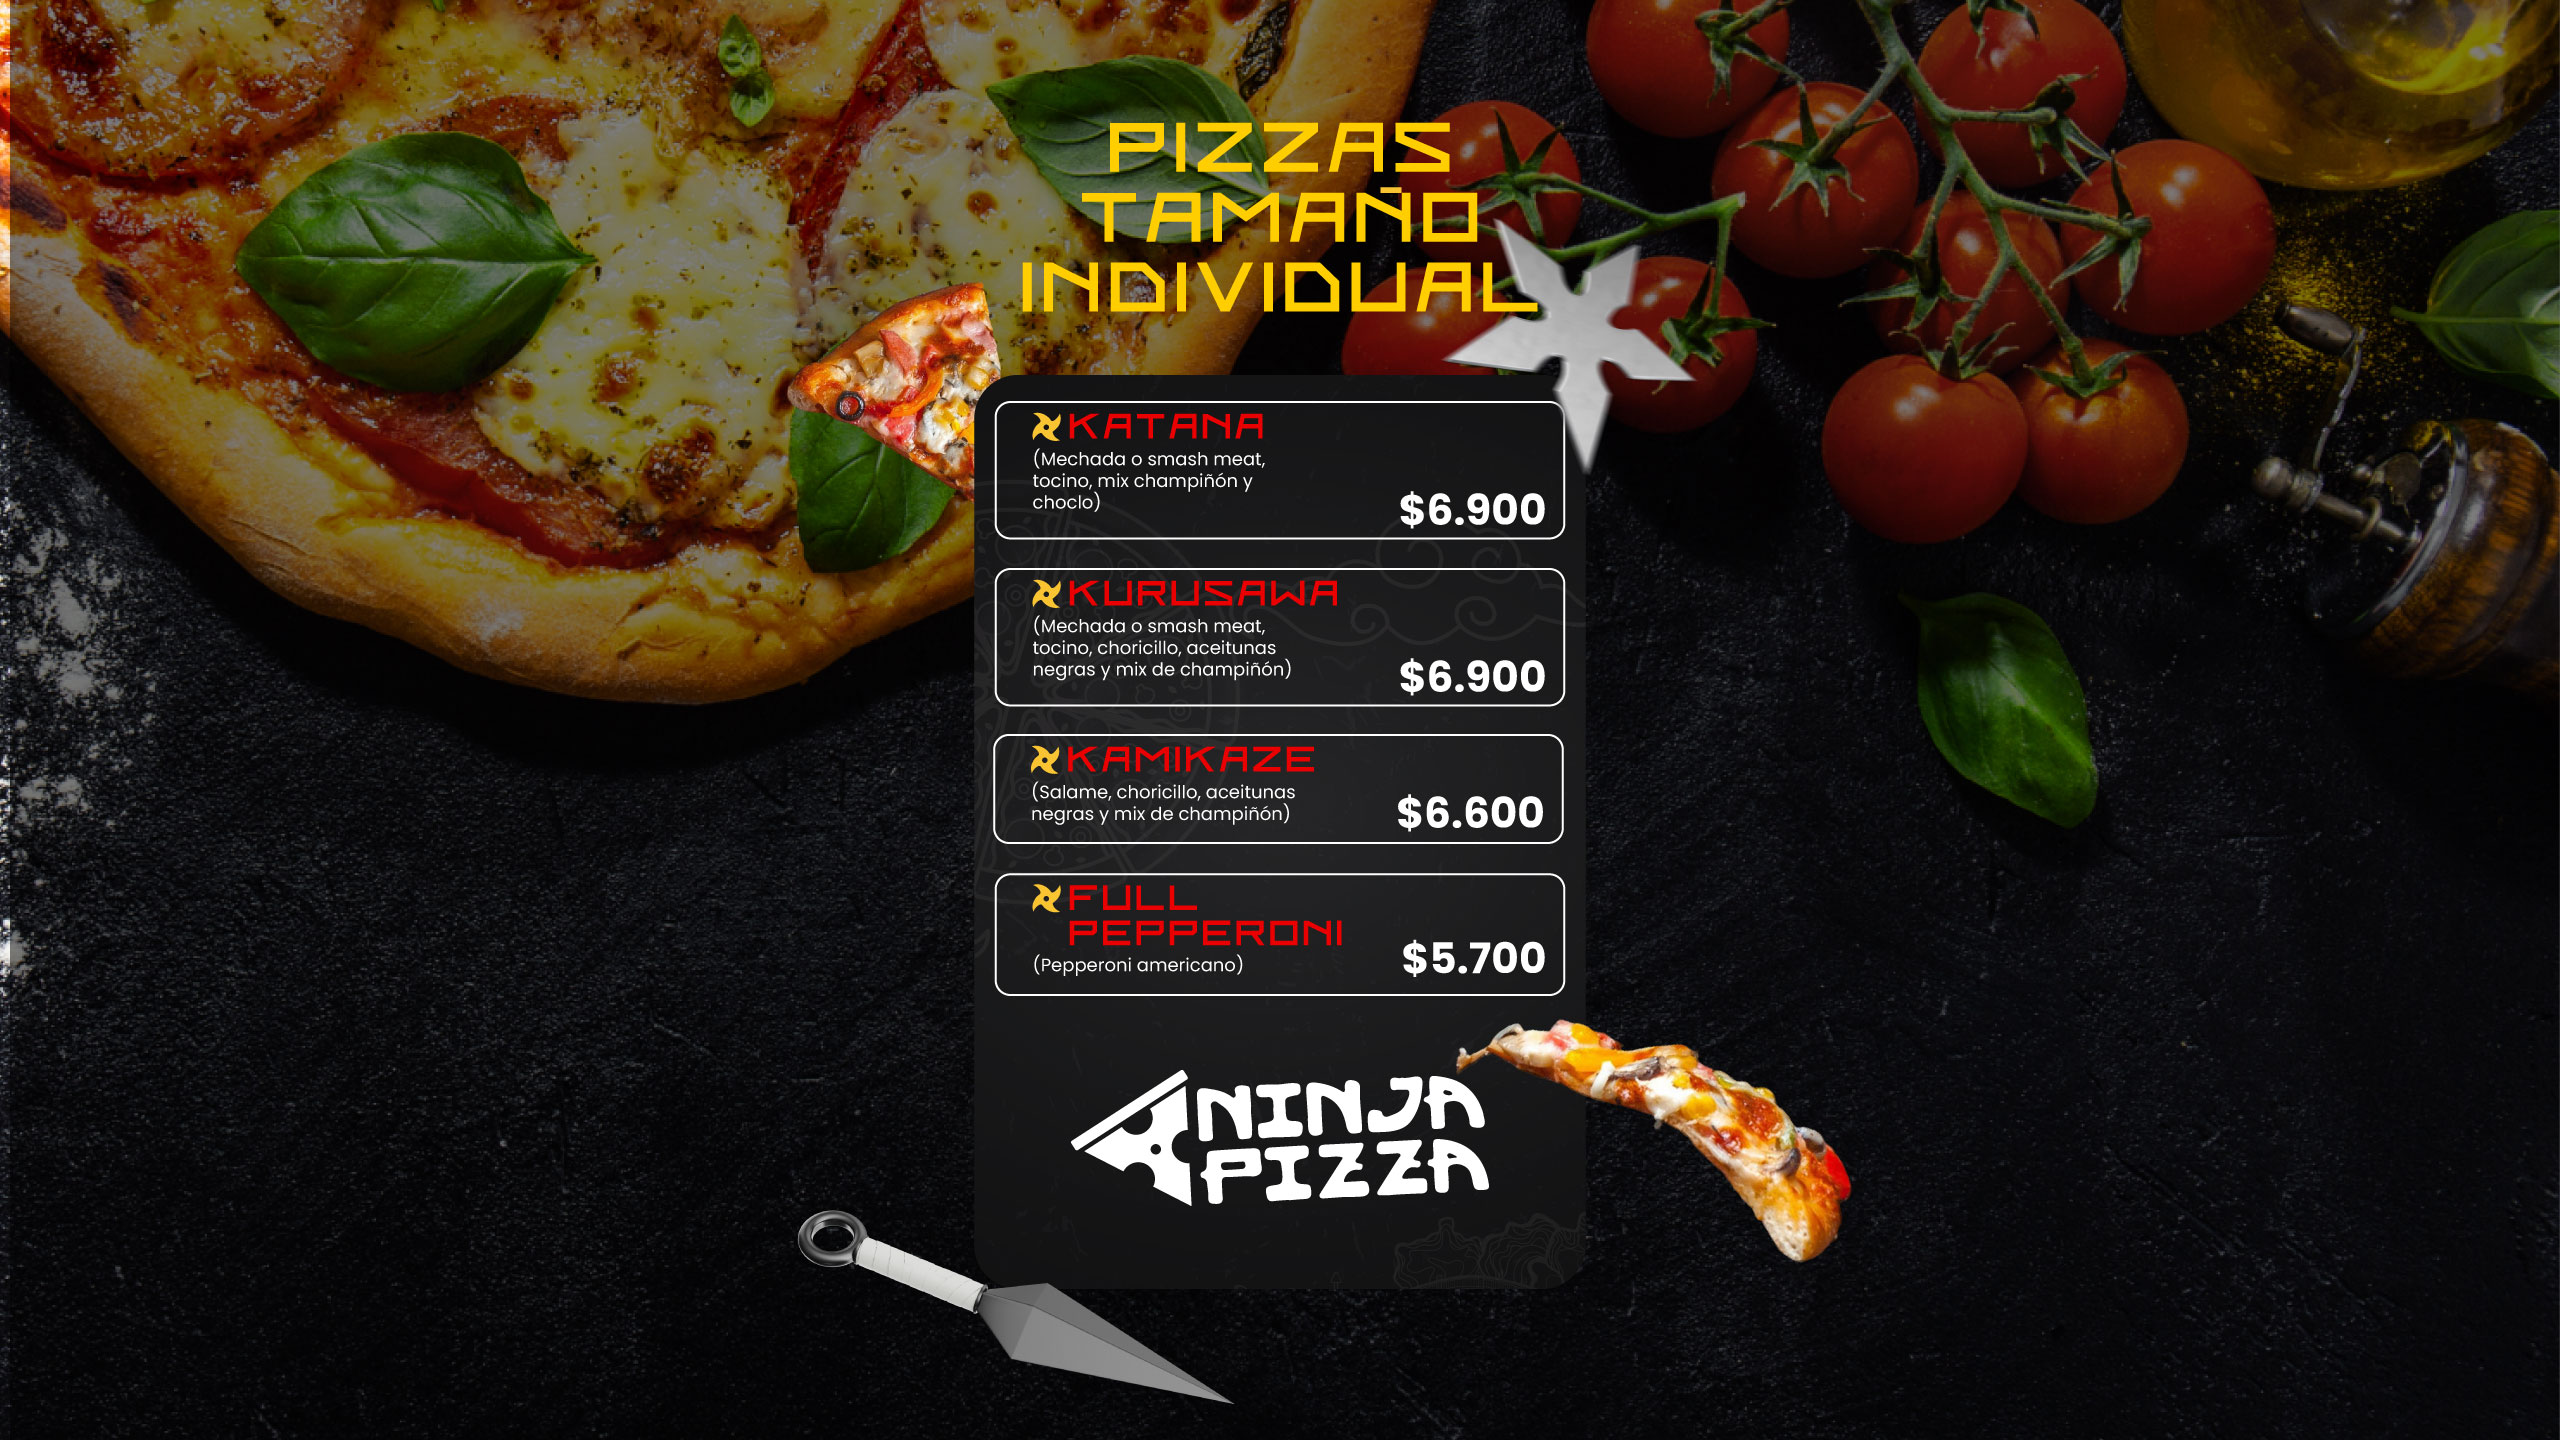 PIZZAS
TAMAÑO
INDIVIDUAL
KATANA
(Mechada o smash meat,
tocino, mix champiñón y
choclo)
$6.900
KURUSAWA
(Mechada o smash meat,
tocino, choricillo, aceitunas
negras y mix de champiñón)
$6.900
KAMIKAZE
(Salame, choricillo, aceitunas
negras y mix de champiñón)
$6.600
FULL
PEPPERONI
(Pepperoni americano)
$5.700
NINJA
PIZZA